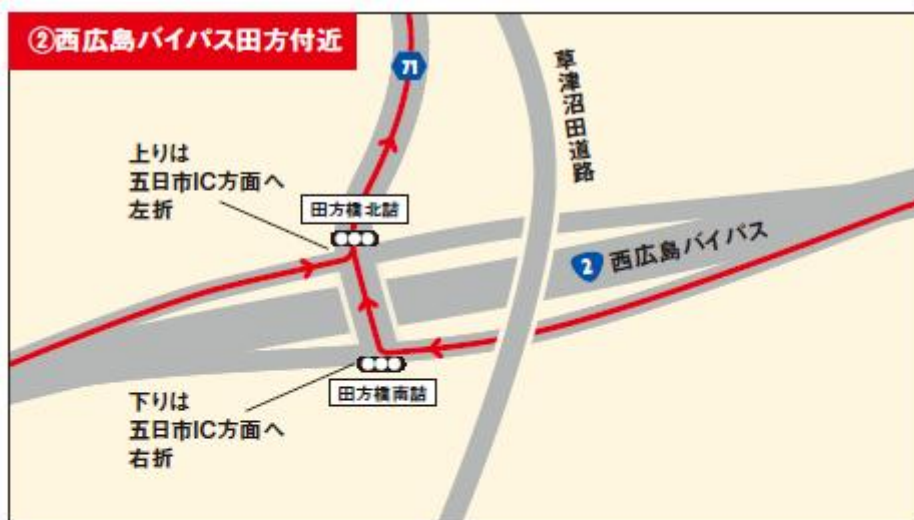 ②西広島バイパス田方付近
71
草津沼田道路
上りは
五日市IC方面へ
左折
田方橋北詰
2 西広島バイパス
田方橋南詰
下りは
五日市IC方面へ
右折